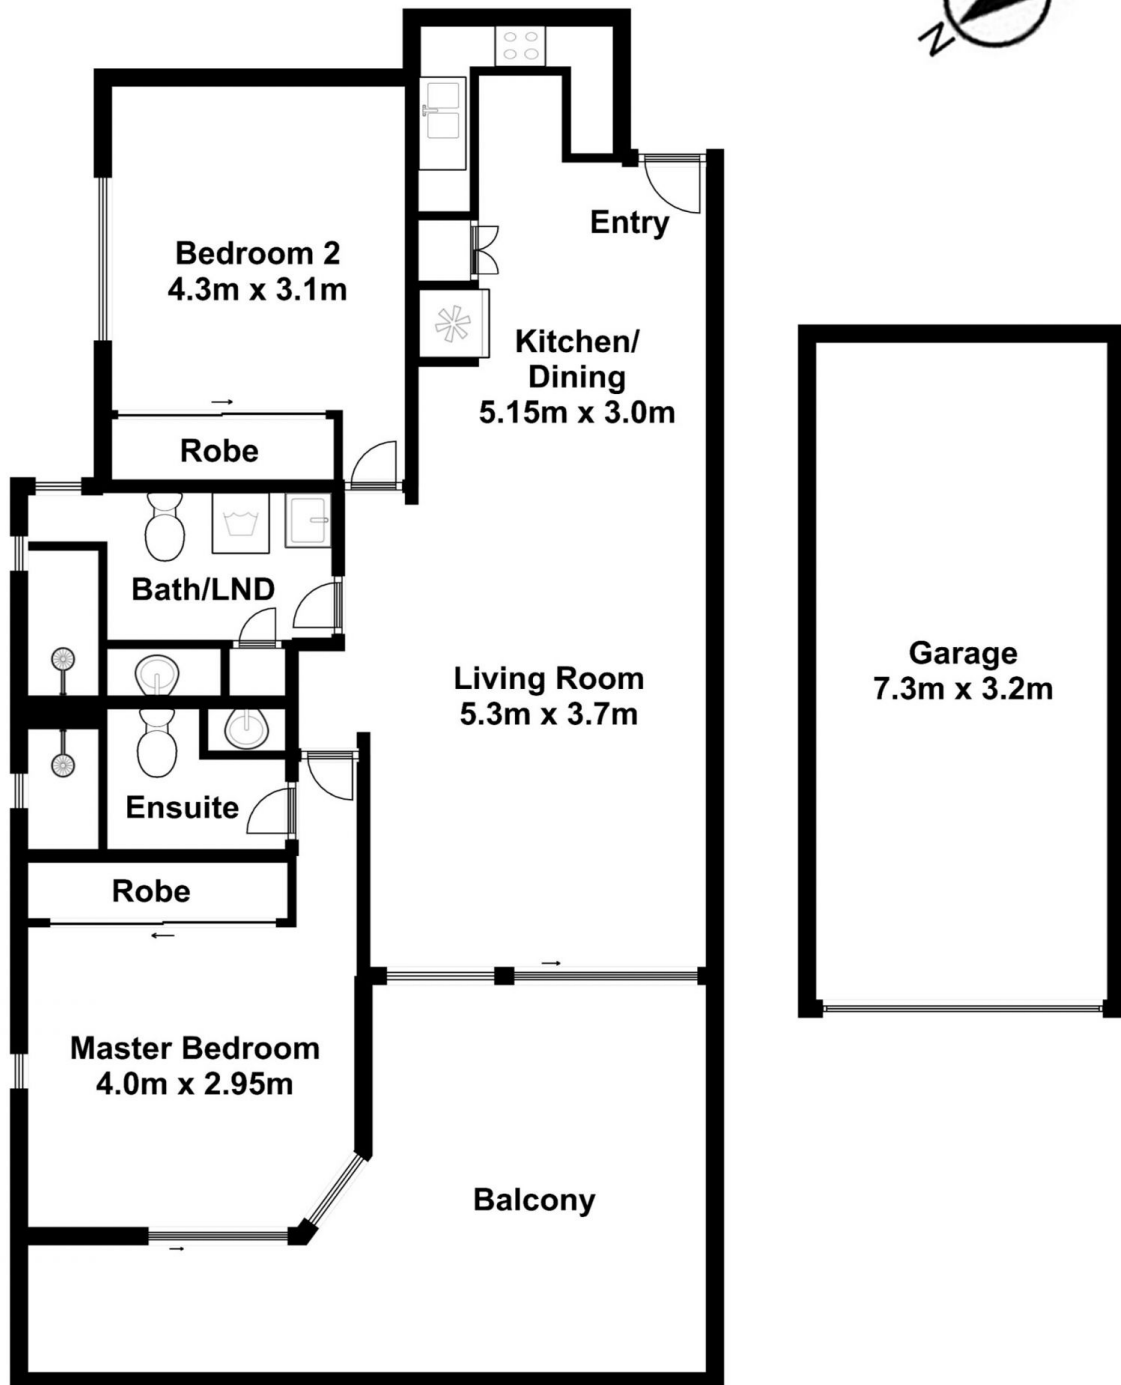 N
Bedroom 2
4.3m x 3.1m
Entry
Kitchen/
Dining
5.15m x 3.0m
Robe
Bath/LND
Living Room
5.3m x 3.7m
Garage
7.3m x 3.2m
Ensuite
Robe
Master Bedroom
4.0m x 2.95m
Balcony